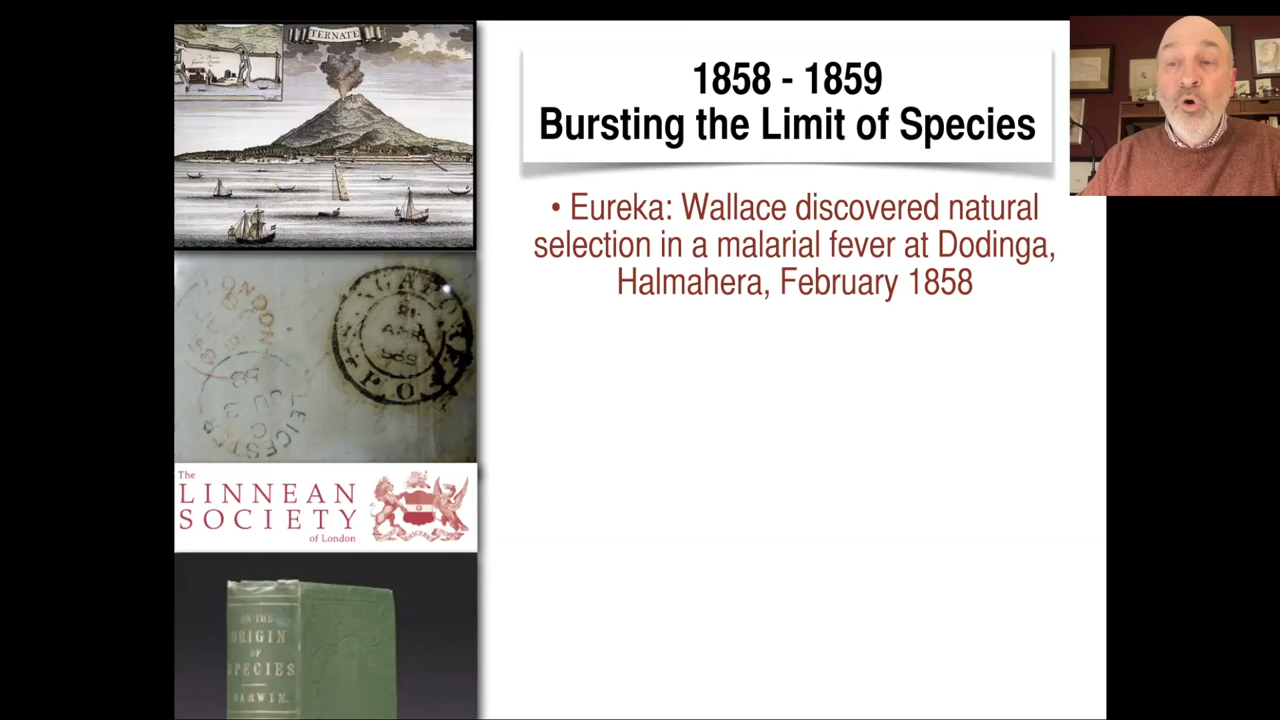 TERNATE
1858 - 1859
Bursting the Limit of Species
• Eureka: Wallace discovered natural
selection in a malarial fever at Dodinga,
Halmahera, February 1858
LONDON
P.O.
LEICESTER
The
LINNEAN
SOCIETY
of London
ON THE
ORIGIN
OF
SPECIES
DARWIN.